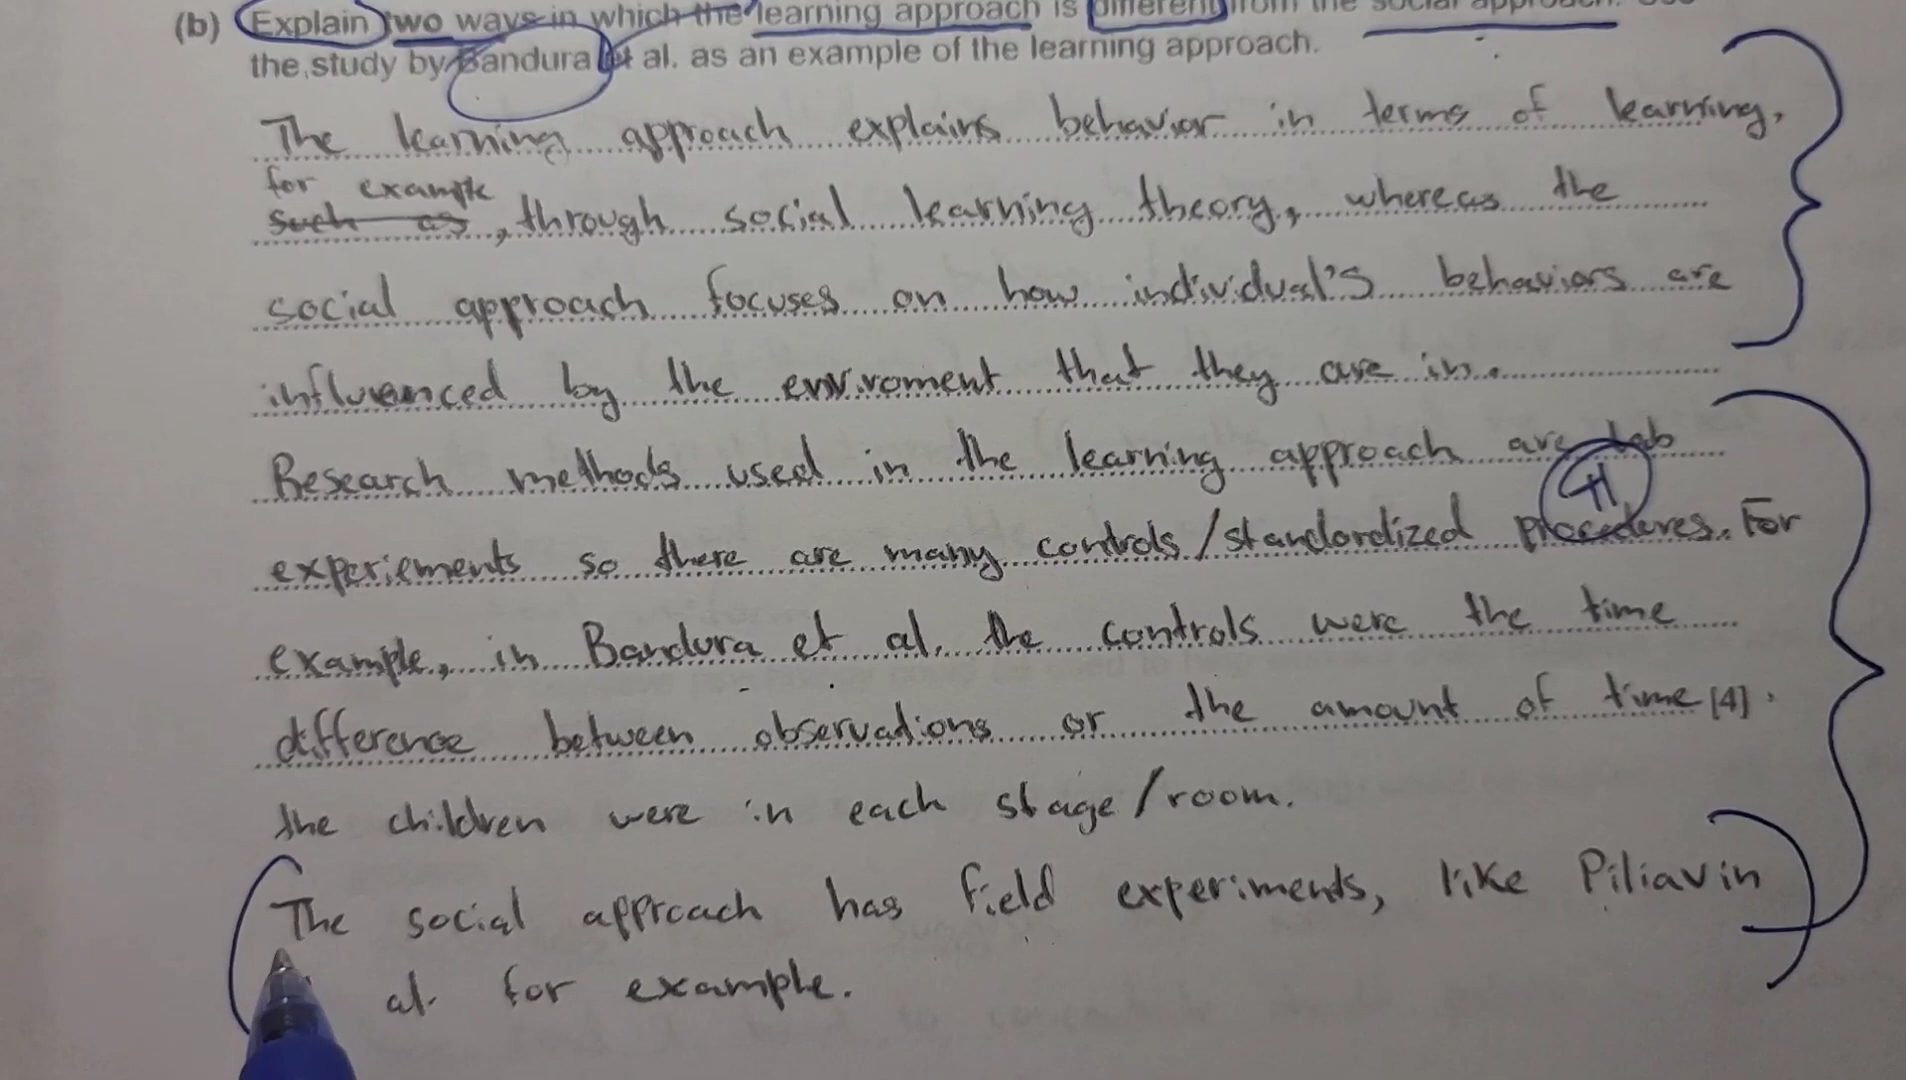 (b) Explain two ways in which the learning approach is different from the social approach.
the study by Bandura et al. as an example of the learning approach.
The learning approach explains behavior in terms of learning,
for example
such as, through social learning theory, whereas the
social approach focuses on how individual's behaviors are
influenced by the enviroment that they are in.
Research methods used in the learning approach are lab
experiements so there are many controls/standardized procedures. For
example, in Bandura et al. the controls were the time
difference between observations or the amount of time [4]
the children were in each stage/room.
The social approach has field experiments, like Piliavin
al. for example.